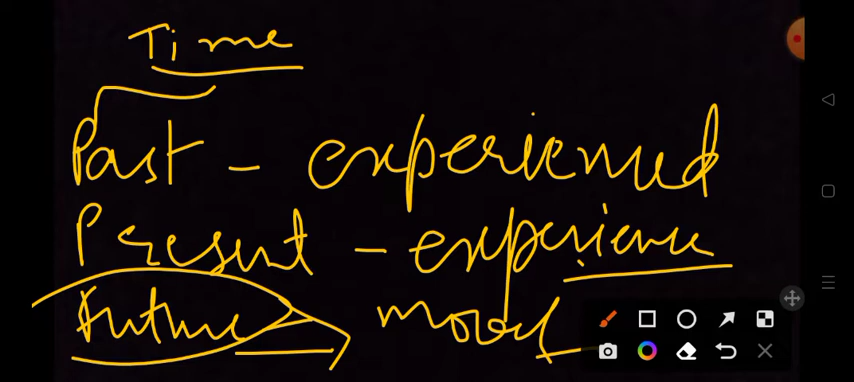 Time
Past - experienced
Present - experience
Future mood